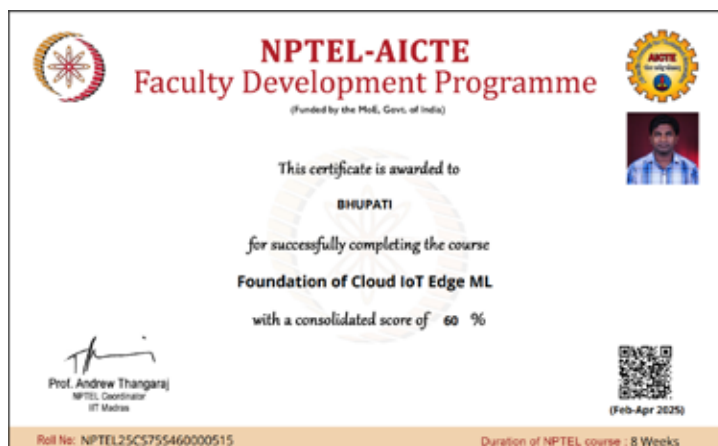 NPTEL-AICTE
Faculty Development Programme
(Funded by the MoE, Govt. of India)
AICTE
This certificate is awarded to
BHUPATI
for successfully completing the course
Foundation of Cloud IoT Edge ML
with a consolidated score of 60 %
Prof. Andrew Thangaraj
NPTEL Coordinator
IIT Madras
(Feb-Apr 2025)
Roll No: NPTEL25CS75S460000515
Duration of NPTEL course : 8 Weeks